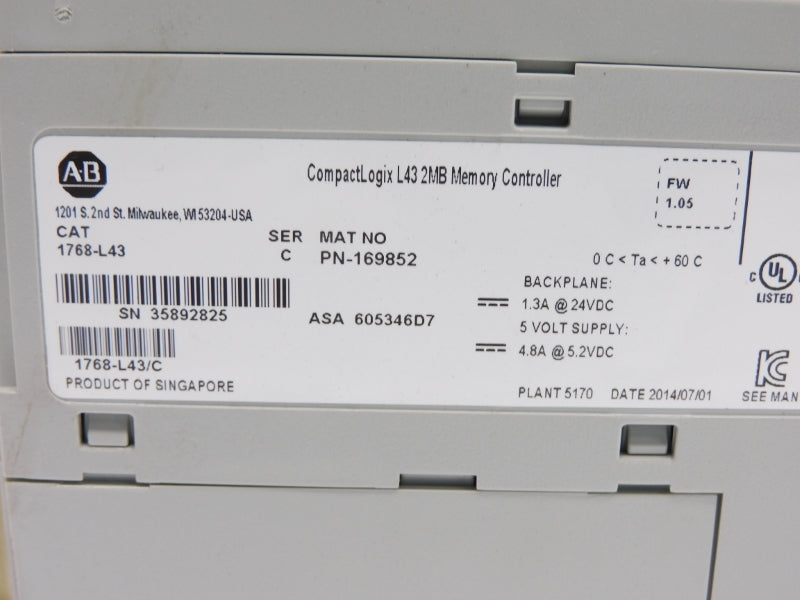 A-B
CompactLogix L43 2MB Memory Controller
FW
1.05
1201 S. 2nd St. Milwaukee, WI 53204-USA
CAT
1768-L43
SER
C
MAT NO
PN-169852
0 C < Ta < + 60 C
BACKPLANE:
1.3A @ 24VDC
5 VOLT SUPPLY:
4.8A @ 5.2VDC
SN 35892825
ASA 605346D7
1768-L43/C
PRODUCT OF SINGAPORE
PLANT 5170 DATE 2014/07/01
C UL
LISTED
KC
SEE MAN